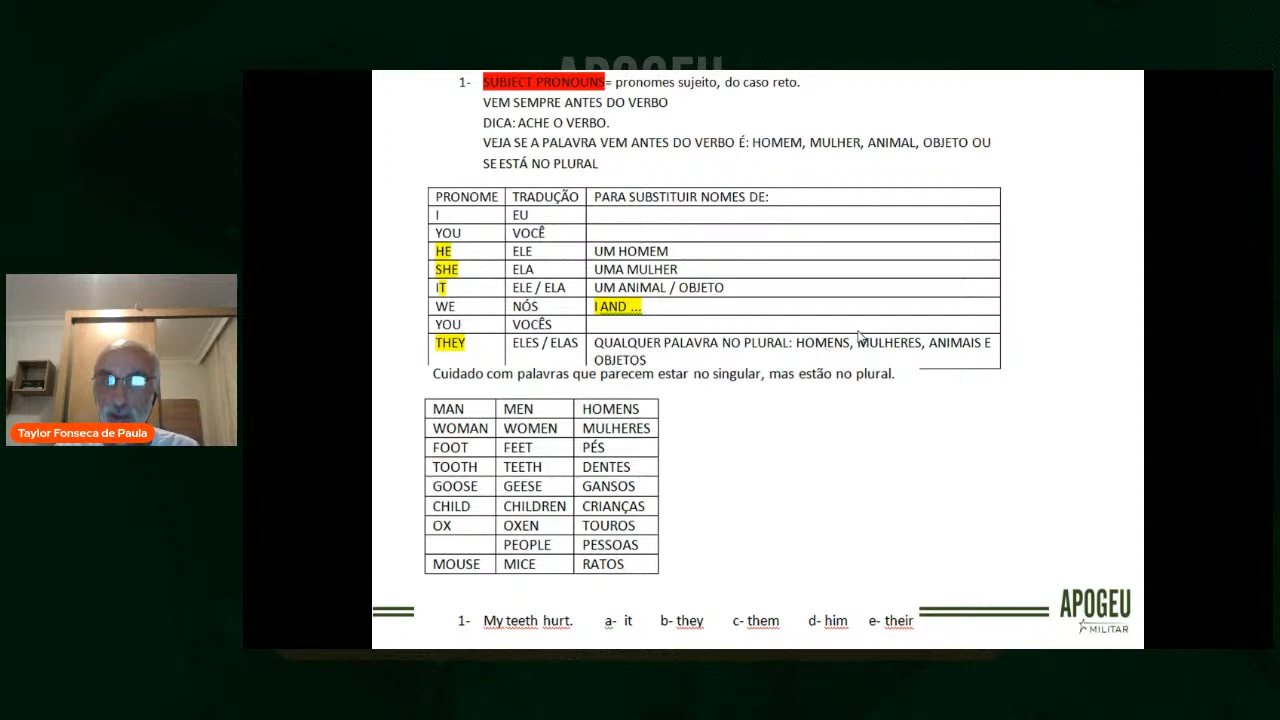 APOGEU
1- SUBJECT PRONOUNS= pronomes sujeito, do caso reto.
VEM SEMPRE ANTES DO VERBO
DICA: ACHE O VERBO.
VEJA SE A PALAVRA VEM ANTES DO VERBO É: HOMEM, MULHER, ANIMAL, OBJETO OU
SE ESTÁ NO PLURAL
PRONOME TRADUÇÃO PARA SUBSTITUIR NOMES DE:
I EU
YOU VOCÊ
HE ELE UM HOMEM
SHE ELA UMA MULHER
IT ELE / ELA UM ANIMAL / OBJETO
WE NÓS I AND ...
YOU VOCÊS
THEY ELES / ELAS QUALQUER PALAVRA NO PLURAL: HOMENS, MULHERES, ANIMAIS E
OBJETOS
Cuidado com palavras que parecem estar no singular, mas estão no plural.
MAN MEN HOMENS
WOMAN WOMEN MULHERES
FOOT FEET PÉS
TOOTH TEETH DENTES
GOOSE GEESE GANSOS
CHILD CHILDREN CRIANÇAS
OX OXEN TOUROS
PEOPLE PESSOAS
MOUSE MICE RATOS
1- My teeth hurt. a- it b- they c- them d- him e- their
APOGEU
MILITAR
Taylor Fonseca de Paula